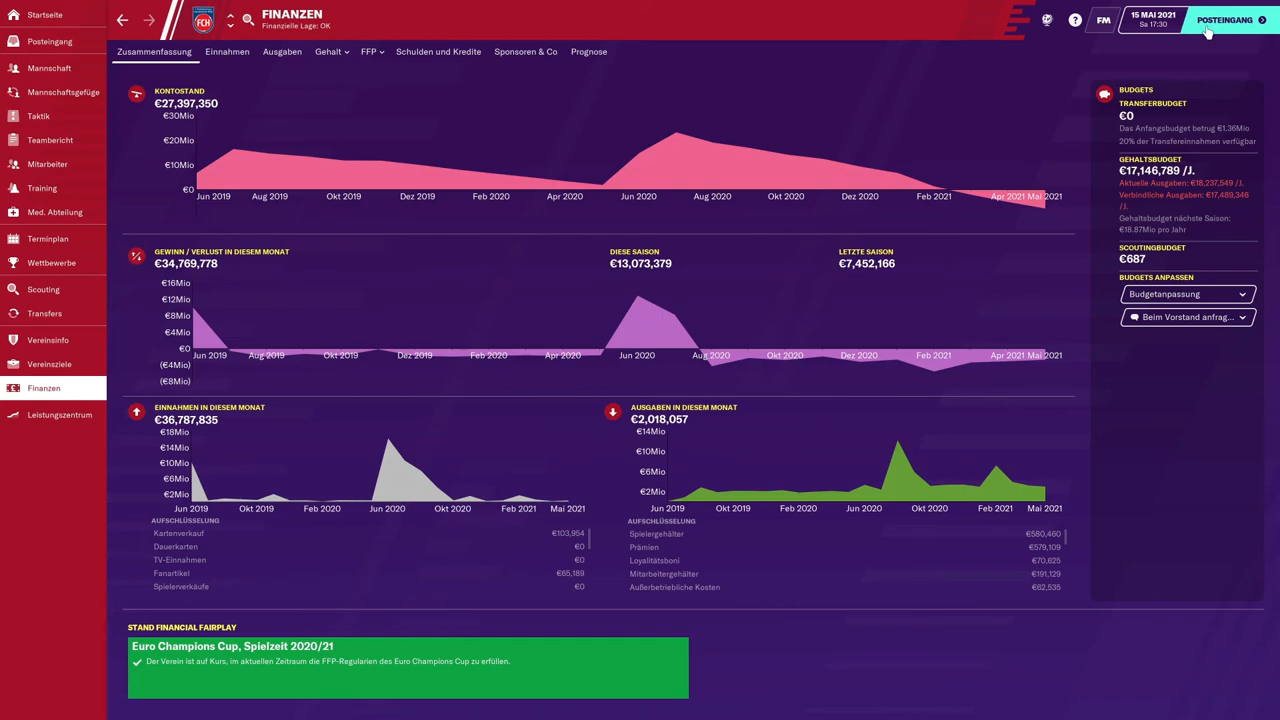 Startseite
Posteingang
Mannschaft
Mannschaftsgefüge
Taktik
Teambericht
Mitarbeiter
Training
Med. Abteilung
Terminplan
Wettbewerbe
Scouting
Transfers
Vereinsinfo
Vereinsziele
Finanzen
Leistungszentrum
FCH
FINANZEN
Finanzielle Lage: OK
FM
15 MAI 2021
Sa 17:30
POSTEINGANG
Zusammenfassung Einnahmen Ausgaben Gehalt FFP Schulden und Kredite Sponsoren & Co Prognose
KONTOSTAND
€27,397,350
€30Mio
€20Mio
€10Mio
€0
Jun 2019 Aug 2019 Okt 2019 Dez 2019 Feb 2020 Apr 2020 Jun 2020 Aug 2020 Okt 2020 Dez 2020 Feb 2021 Apr 2021 Mai 2021
GEWINN / VERLUST IN DIESEM MONAT
€34,769,778
DIESE SAISON
€13,073,379
LETZTE SAISON
€7,452,166
€16Mio
€12Mio
€8Mio
€4Mio
€0
(€4Mio)
(€8Mio)
Jun 2019 Aug 2019 Okt 2019 Dez 2019 Feb 2020 Apr 2020 Jun 2020 Aug 2020 Okt 2020 Dez 2020 Feb 2021 Apr 2021 Mai 2021
EINNAHMEN IN DIESEM MONAT
€36,787,835
€18Mio
€14Mio
€10Mio
€6Mio
€2Mio
Jun 2019 Okt 2019 Feb 2020 Jun 2020 Okt 2020 Feb 2021 Mai 2021
AUFSCHLÜSSELUNG
Kartenverkauf €103,954
Dauerkarten €0
TV-Einnahmen €0
Fanartikel €65,189
Spielerverkäufe €0
AUSGABEN IN DIESEM MONAT
€2,018,057
€14Mio
€10Mio
€6Mio
€2Mio
Jun 2019 Okt 2019 Feb 2020 Jun 2020 Okt 2020 Feb 2021 Mai 2021
AUFSCHLÜSSELUNG
Spielergehälter €580,460
Prämien €579,109
Loyalitätsboni €70,625
Mitarbeitergehälter €191,129
Außerbetriebliche Kosten €62,535
STAND FINANCIAL FAIRPLAY
Euro Champions Cup, Spielzeit 2020/21
Der Verein ist auf Kurs, im aktuellen Zeitraum die FFP-Regularien des Euro Champions Cup zu erfüllen.
BUDGETS
TRANSFERBUDGET
€0
Das Anfangsbudget betrug €1.36Mio
20% der Transfereinnahmen verfügbar
GEHALTSBUDGET
€17,146,789 /J.
Aktuelle Ausgaben: €18,237,549 /J.
Verbindliche Ausgaben: €17,489,346
/J.
Gehaltsbudget nächste Saison:
€18.87Mio pro Jahr
SCOUTINGBUDGET
€687
BUDGETS ANPASSEN
Budgetanpassung
Beim Vorstand anfrag...